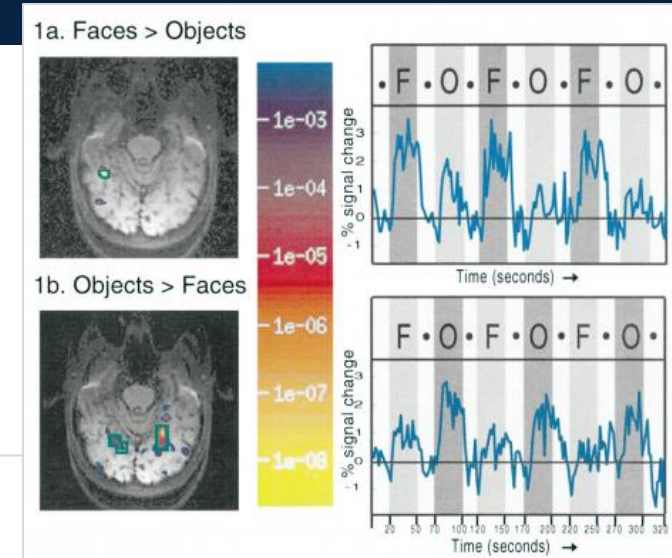 1a. Faces > Objects
1b. Objects > Faces
1e-03
1e-04
1e-05
1e-06
1e-07
1e-08
· F · O · F · O · F · O ·
% signal change
3
2
1
0
- 1
Time (seconds) →
F · O · F · O · F · O ·
% signal change
3
2
1
0
- 1
20 50 70 100 120 150 170 200 220 250 270 300 320
Time (seconds) →